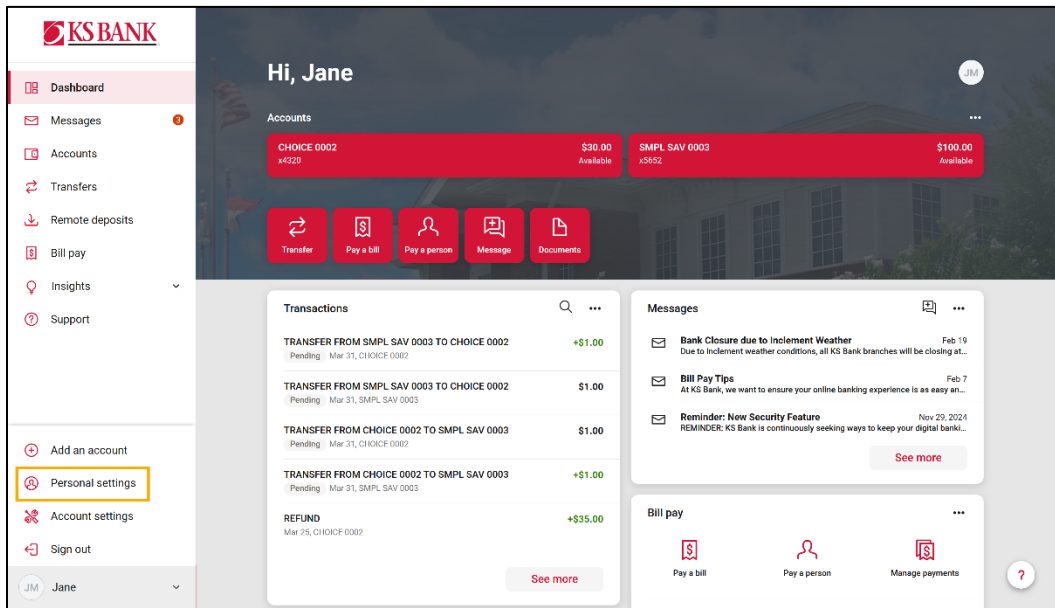 KS BANK
Dashboard
Messages 3
Accounts
Transfers
Remote deposits
Bill pay
Insights
Support
Add an account
Personal settings
Account settings
Sign out
JM Jane
Hi, Jane
JM
Accounts
CHOICE 0002 $30.00
x4320 Available
SMPL SAV 0003 $100.00
x5652 Available
Transfer
Pay a bill
Pay a person
Message
Documents
Transactions
TRANSFER FROM SMPL SAV 0003 TO CHOICE 0002 +$1.00
Pending Mar 31, CHOICE 0002
TRANSFER FROM SMPL SAV 0003 TO CHOICE 0002 $1.00
Pending Mar 31, SMPL SAV 0003
TRANSFER FROM CHOICE 0002 TO SMPL SAV 0003 $1.00
Pending Mar 31, CHOICE 0002
TRANSFER FROM CHOICE 0002 TO SMPL SAV 0003 +$1.00
Pending Mar 31, SMPL SAV 0003
REFUND +$35.00
Mar 25, CHOICE 0002
See more
Messages
Bank Closure due to Inclement Weather Feb 19
Due to Inclement weather conditions, all KS Bank branches will be closing at...
Bill Pay Tips Feb 7
At KS Bank, we want to ensure your online banking experience is as easy an...
Reminder: New Security Feature Nov 29, 2024
REMINDER: KS Bank is continuously seeking ways to keep your digital banki...
See more
Bill pay
Pay a bill
Pay a person
Manage payments
?